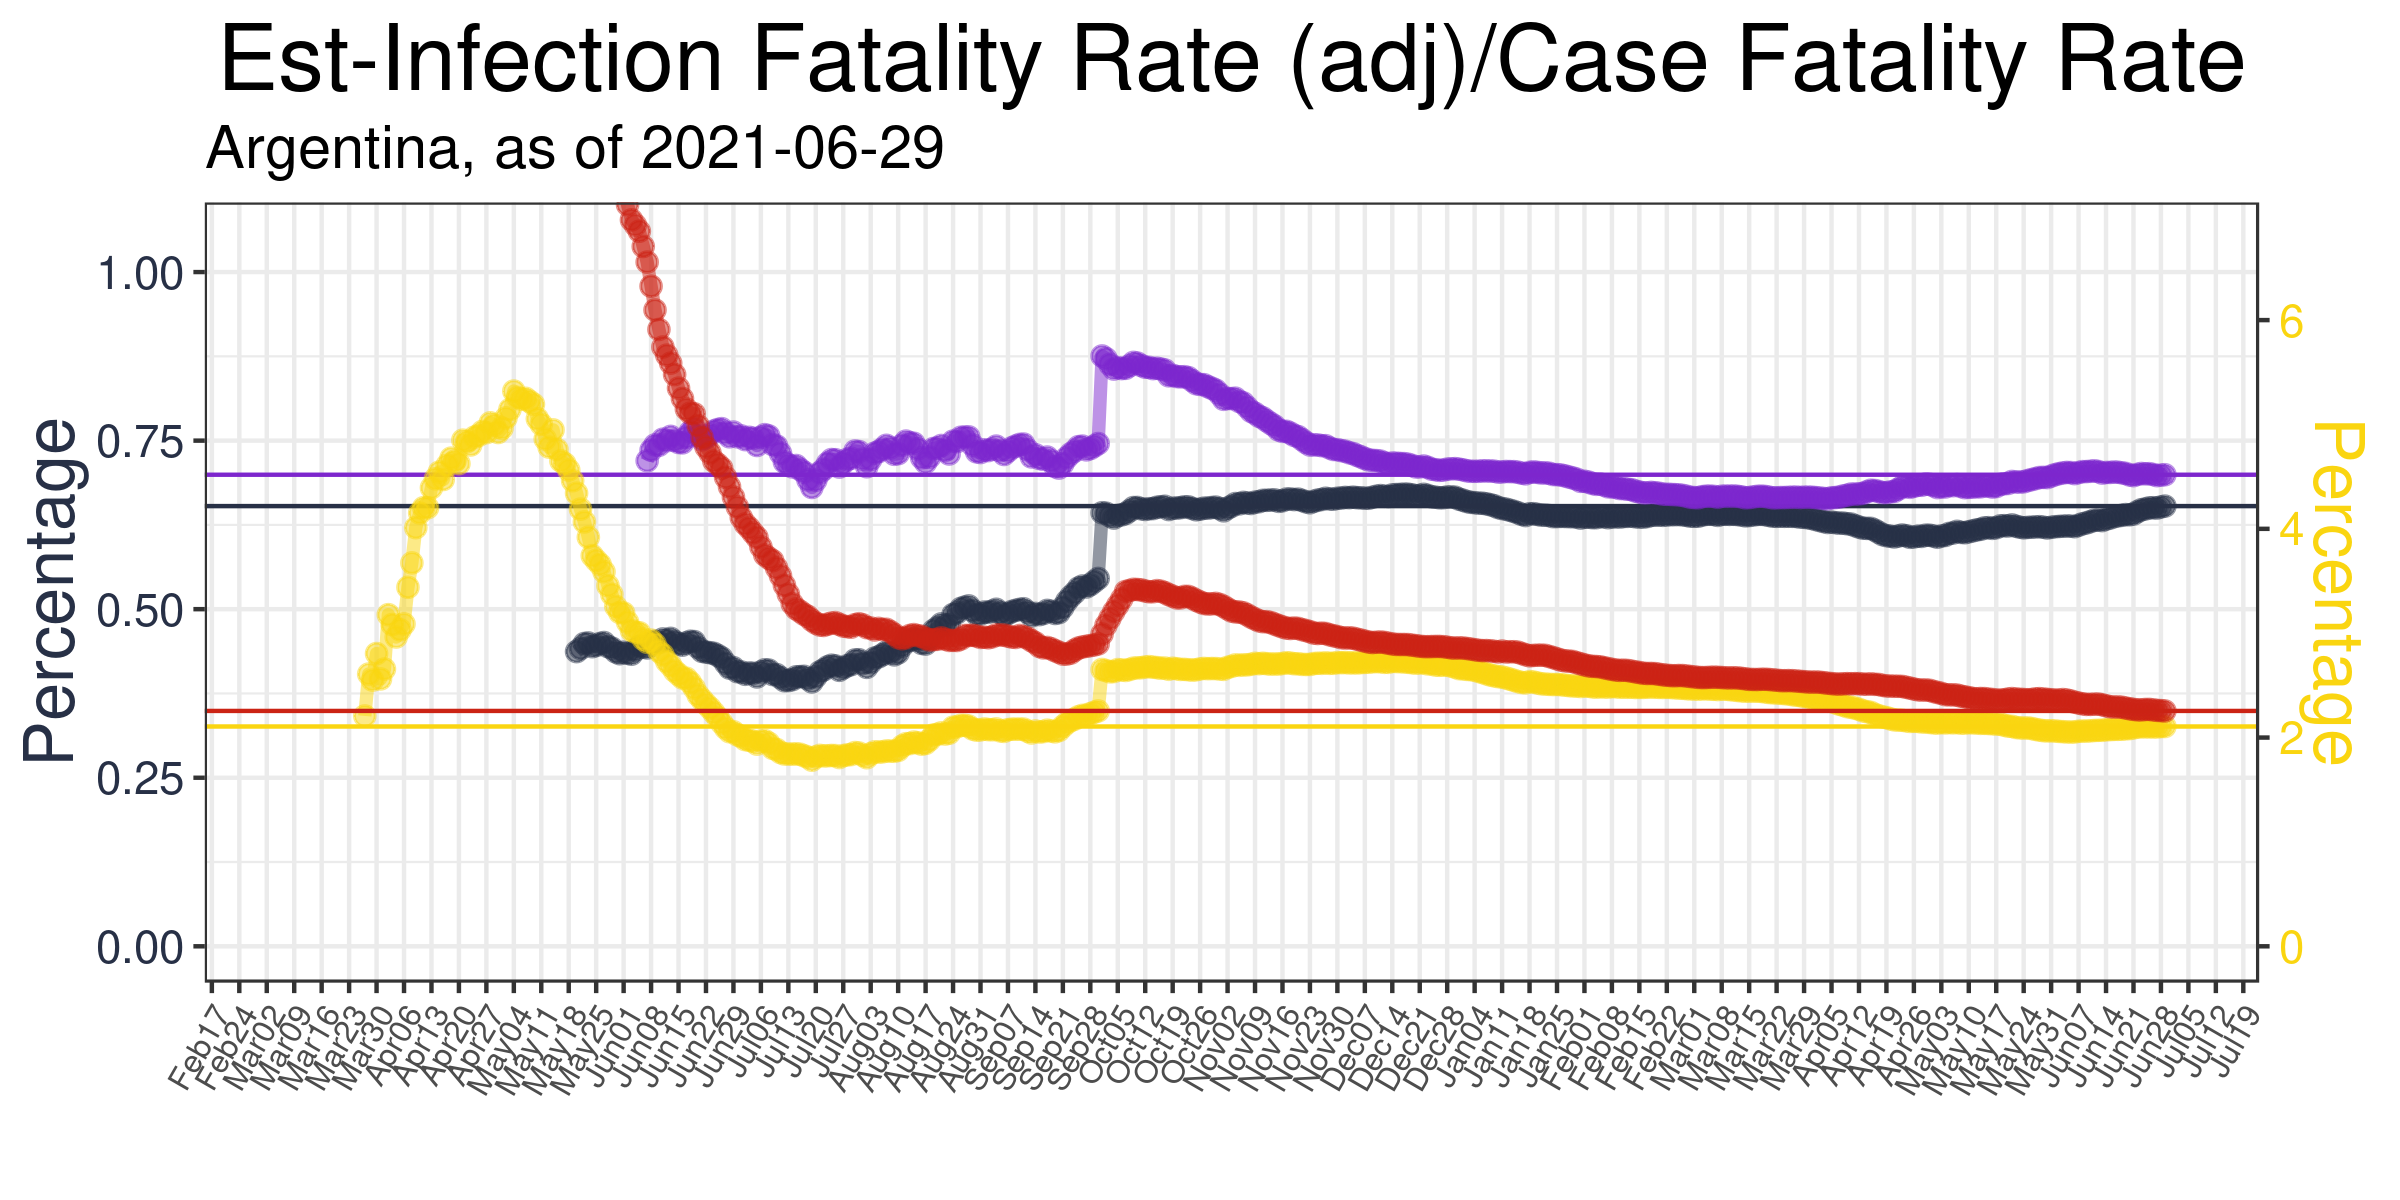 Est-Infection Fatality Rate (adj)/Case Fatality Rate
Argentina, as of 2021-06-29
Percentage
1.00
0.75
0.50
0.25
0.00
6
4
2
0
Percentage
Feb17
Feb24
Mar02
Mar09
Mar16
Mar23
Mar30
Apr06
Apr13
Apr20
Apr27
May04
May11
May18
May25
Jun01
Jun08
Jun15
Jun22
Jun29
Jul06
Jul13
Jul20
Jul27
Aug03
Aug10
Aug17
Aug24
Aug31
Sep07
Sep14
Sep21
Sep28
Oct05
Oct12
Oct19
Oct26
Nov02
Nov09
Nov16
Nov23
Nov30
Dec07
Dec14
Dec21
Dec28
Jan04
Jan11
Jan18
Jan25
Feb01
Feb08
Feb15
Feb22
Mar01
Mar08
Mar15
Mar22
Mar29
Apr05
Apr12
Apr19
Apr26
May03
May10
May17
May24
May31
Jun07
Jun14
Jun21
Jun28
Jul05
Jul12
Jul19